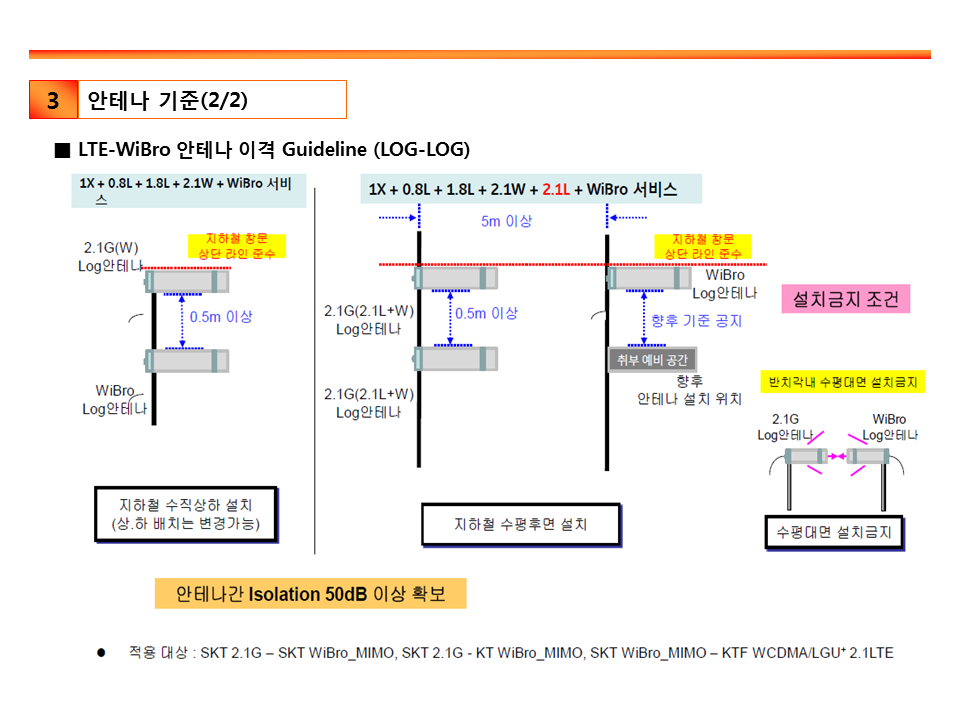 3
안테나 기준(2/2)
■ LTE-WiBro 안테나 이격 Guideline (LOG-LOG)
1X + 0.8L + 1.8L + 2.1W + WiBro 서비
스
지하철 창문
상단 라인 준수
2.1G(W)
Log안테나
0.5m 이상
WiBro
Log안테나
지하철 수직상하 설치
(상.하 배치는 변경가능)
1X + 0.8L + 1.8L + 2.1W + 2.1L + WiBro 서비스
5m 이상
지하철 창문
상단 라인 준수
2.1G(2.1L+W)
Log안테나
0.5m 이상
2.1G(2.1L+W)
Log안테나
WiBro
Log안테나
향후 기준 공지
취부 예비 공간
향후
안테나 설치 위치
지하철 수평후면 설치
설치금지 조건
반치각내 수평대면 설치금지
2.1G
Log안테나
WiBro
Log안테나
수평대면 설치금지
안테나간 Isolation 50dB 이상 확보
● 적용 대상 : SKT 2.1G – SKT WiBro_MIMO, SKT 2.1G - KT WiBro_MIMO, SKT WiBro_MIMO – KTF WCDMA/LGU⁺ 2.1LTE